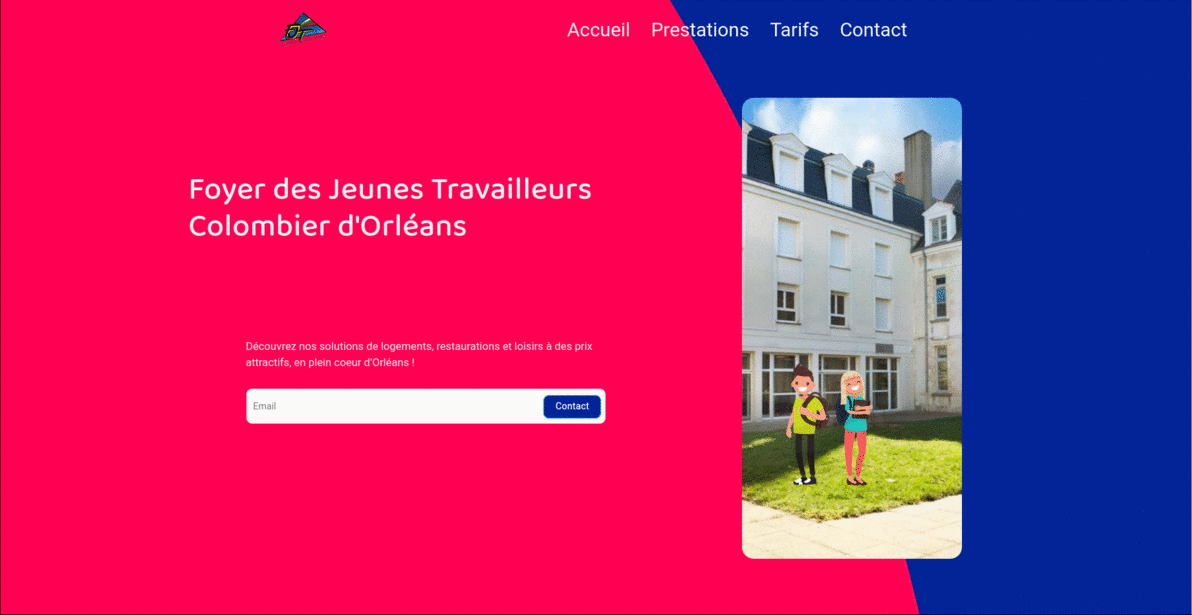 Accueil Prestations Tarifs Contact
Foyer des Jeunes Travailleurs
Colombier d'Orléans
Découvrez nos solutions de logements, restaurations et loisirs à des prix
attractifs, en plein coeur d'Orléans !
Email Contact